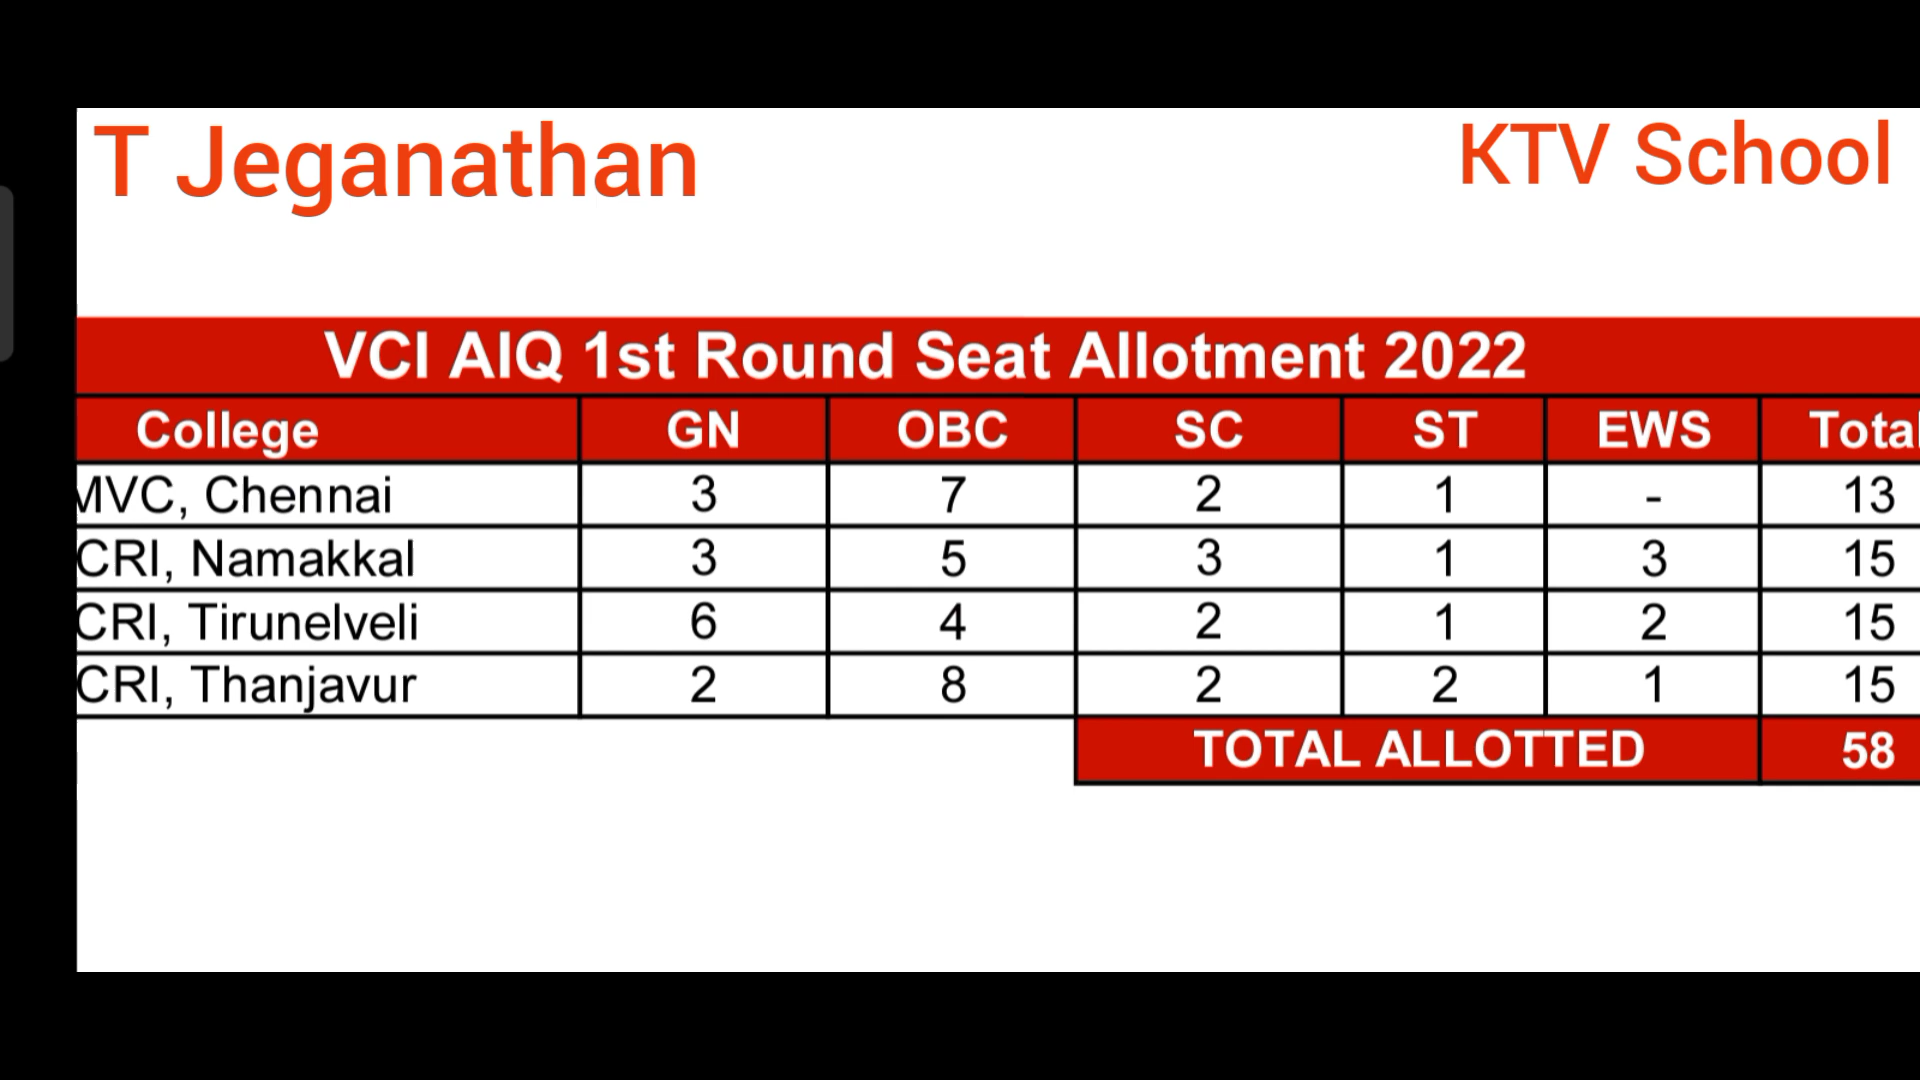 T Jeganathan KTV School
VCI AIQ 1st Round Seat Allotment 2022
College GN OBC SC ST EWS Total
MVC, Chennai 3 7 2 1 - 13
CRI, Namakkal 3 5 3 1 3 15
CRI, Tirunelveli 6 4 2 1 2 15
CRI, Thanjavur 2 8 2 2 1 15
TOTAL ALLOTTED 58